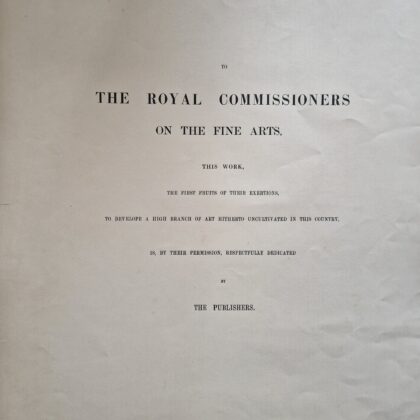 TO
THE ROYAL COMMISSIONERS
ON THE FINE ARTS,
THIS WORK,
THE FIRST FRUITS OF THEIR EXERTIONS,
TO DEVELOPE A HIGH BRANCH OF ART HITHERTO UNCULTIVATED IN THIS COUNTRY,
IS, BY THEIR PERMISSION, RESPECTFULLY DEDICATED
BY
THE PUBLISHERS.